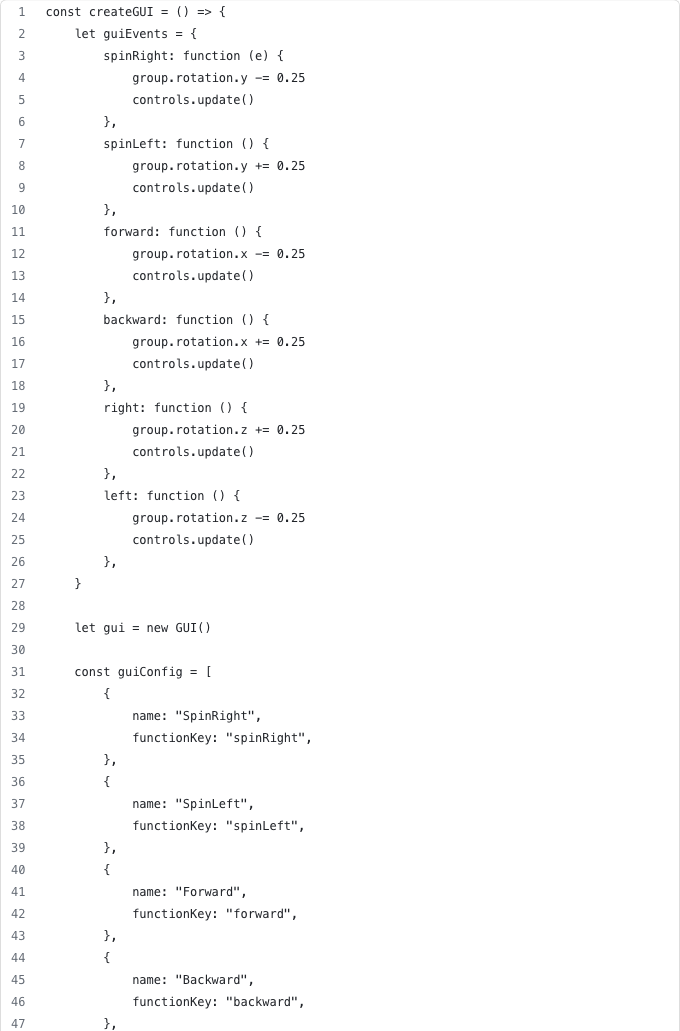 1 const createGUI = () => {
2     let guiEvents = {
3         spinRight: function (e) {
4             group.rotation.y -= 0.25
5             controls.update()
6         },
7         spinLeft: function () {
8             group.rotation.y += 0.25
9             controls.update()
10         },
11         forward: function () {
12             group.rotation.x -= 0.25
13             controls.update()
14         },
15         backward: function () {
16             group.rotation.x += 0.25
17             controls.update()
18         },
19         right: function () {
20             group.rotation.z += 0.25
21             controls.update()
22         },
23         left: function () {
24             group.rotation.z -= 0.25
25             controls.update()
26         },
27     }
28
29     let gui = new GUI()
30
31     const guiConfig = [
32         {
33             name: "SpinRight",
34             functionKey: "spinRight",
35         },
36         {
37             name: "SpinLeft",
38             functionKey: "spinLeft",
39         },
40         {
41             name: "Forward",
42             functionKey: "forward",
43         },
44         {
45             name: "Backward",
46             functionKey: "backward",
47         },